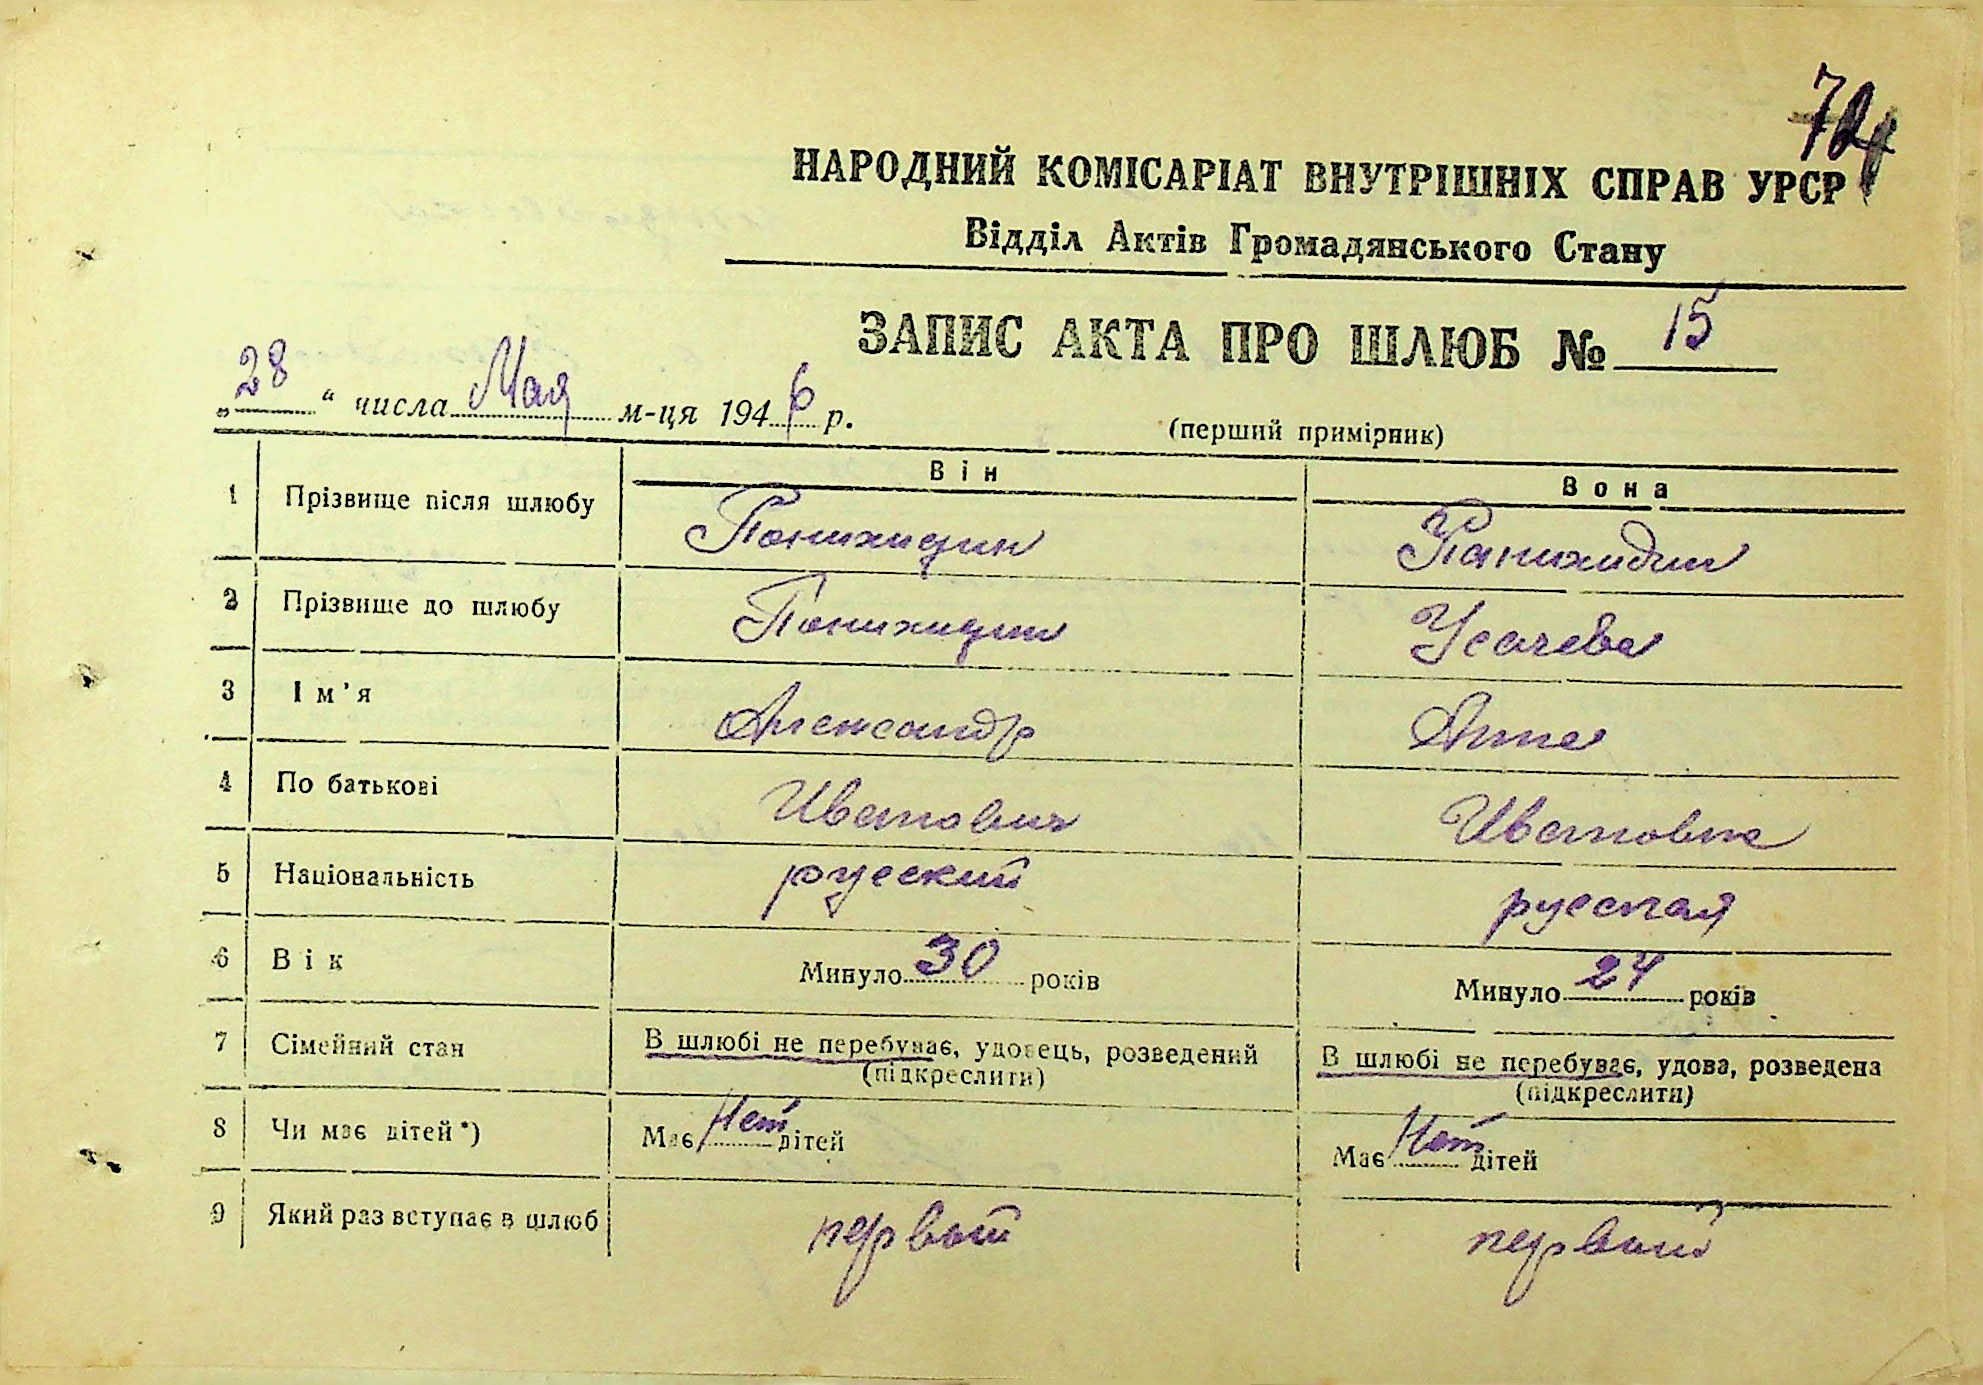 НАРОДНИЙ КОМІСАРІАТ ВНУТРІШНІХ СПРАВ УРСР
Відділ Актів Громадянського Стану
ЗАПИС АКТА ПРО ШЛЮБ № 15
„28“ числа Мая м-ця 1946 р.
(перший примірник)
Він Вона
1 Прізвище після шлюбу Панихидин Панихидин
2 Прізвище до шлюбу Панихидин Усачева
3 Ім'я Александр Анна
4 По батькові Иванович Ивановна
5 Національність русский русская
6 Вік Минуло 30 років Минуло 24 років
7 Сімейний стан В шлюбі не перебуває, удовець, розведений В шлюбі не перебуває, удова, розведена
(підкреслити) (підкреслити)
8 Чи має дітей*) Має Нет дітей Має Нет дітей
9 Який раз вступає в шлюб первый первый